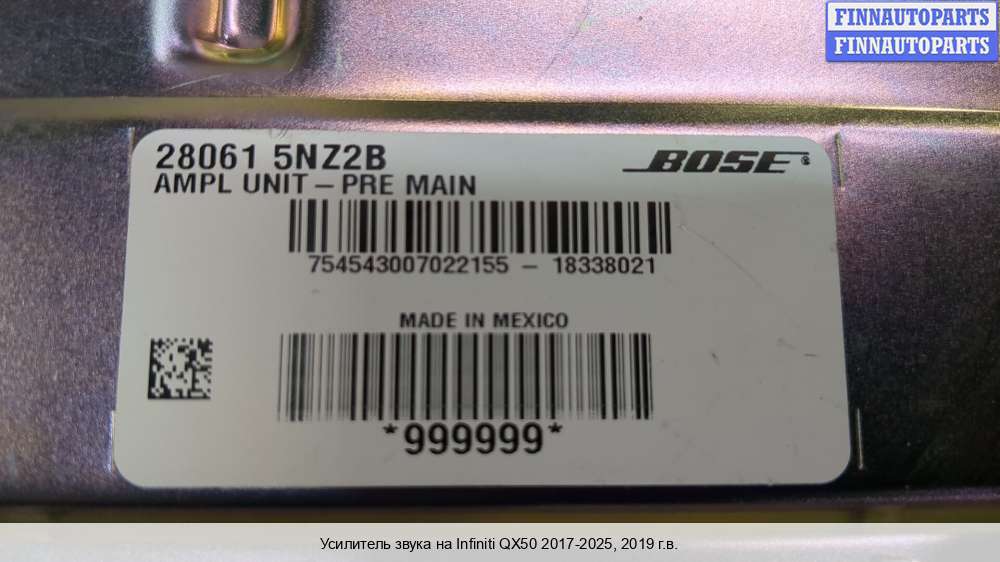 FINNAUTOPARTS
FINNAUTOPARTS
28061 5NZ2B
BOSE®
AMPL UNIT – PRE MAIN
754543007022155 – 18338021
MADE IN MEXICO
*999999*
Усилитель звука на Infiniti QX50 2017-2025, 2019 г.в.